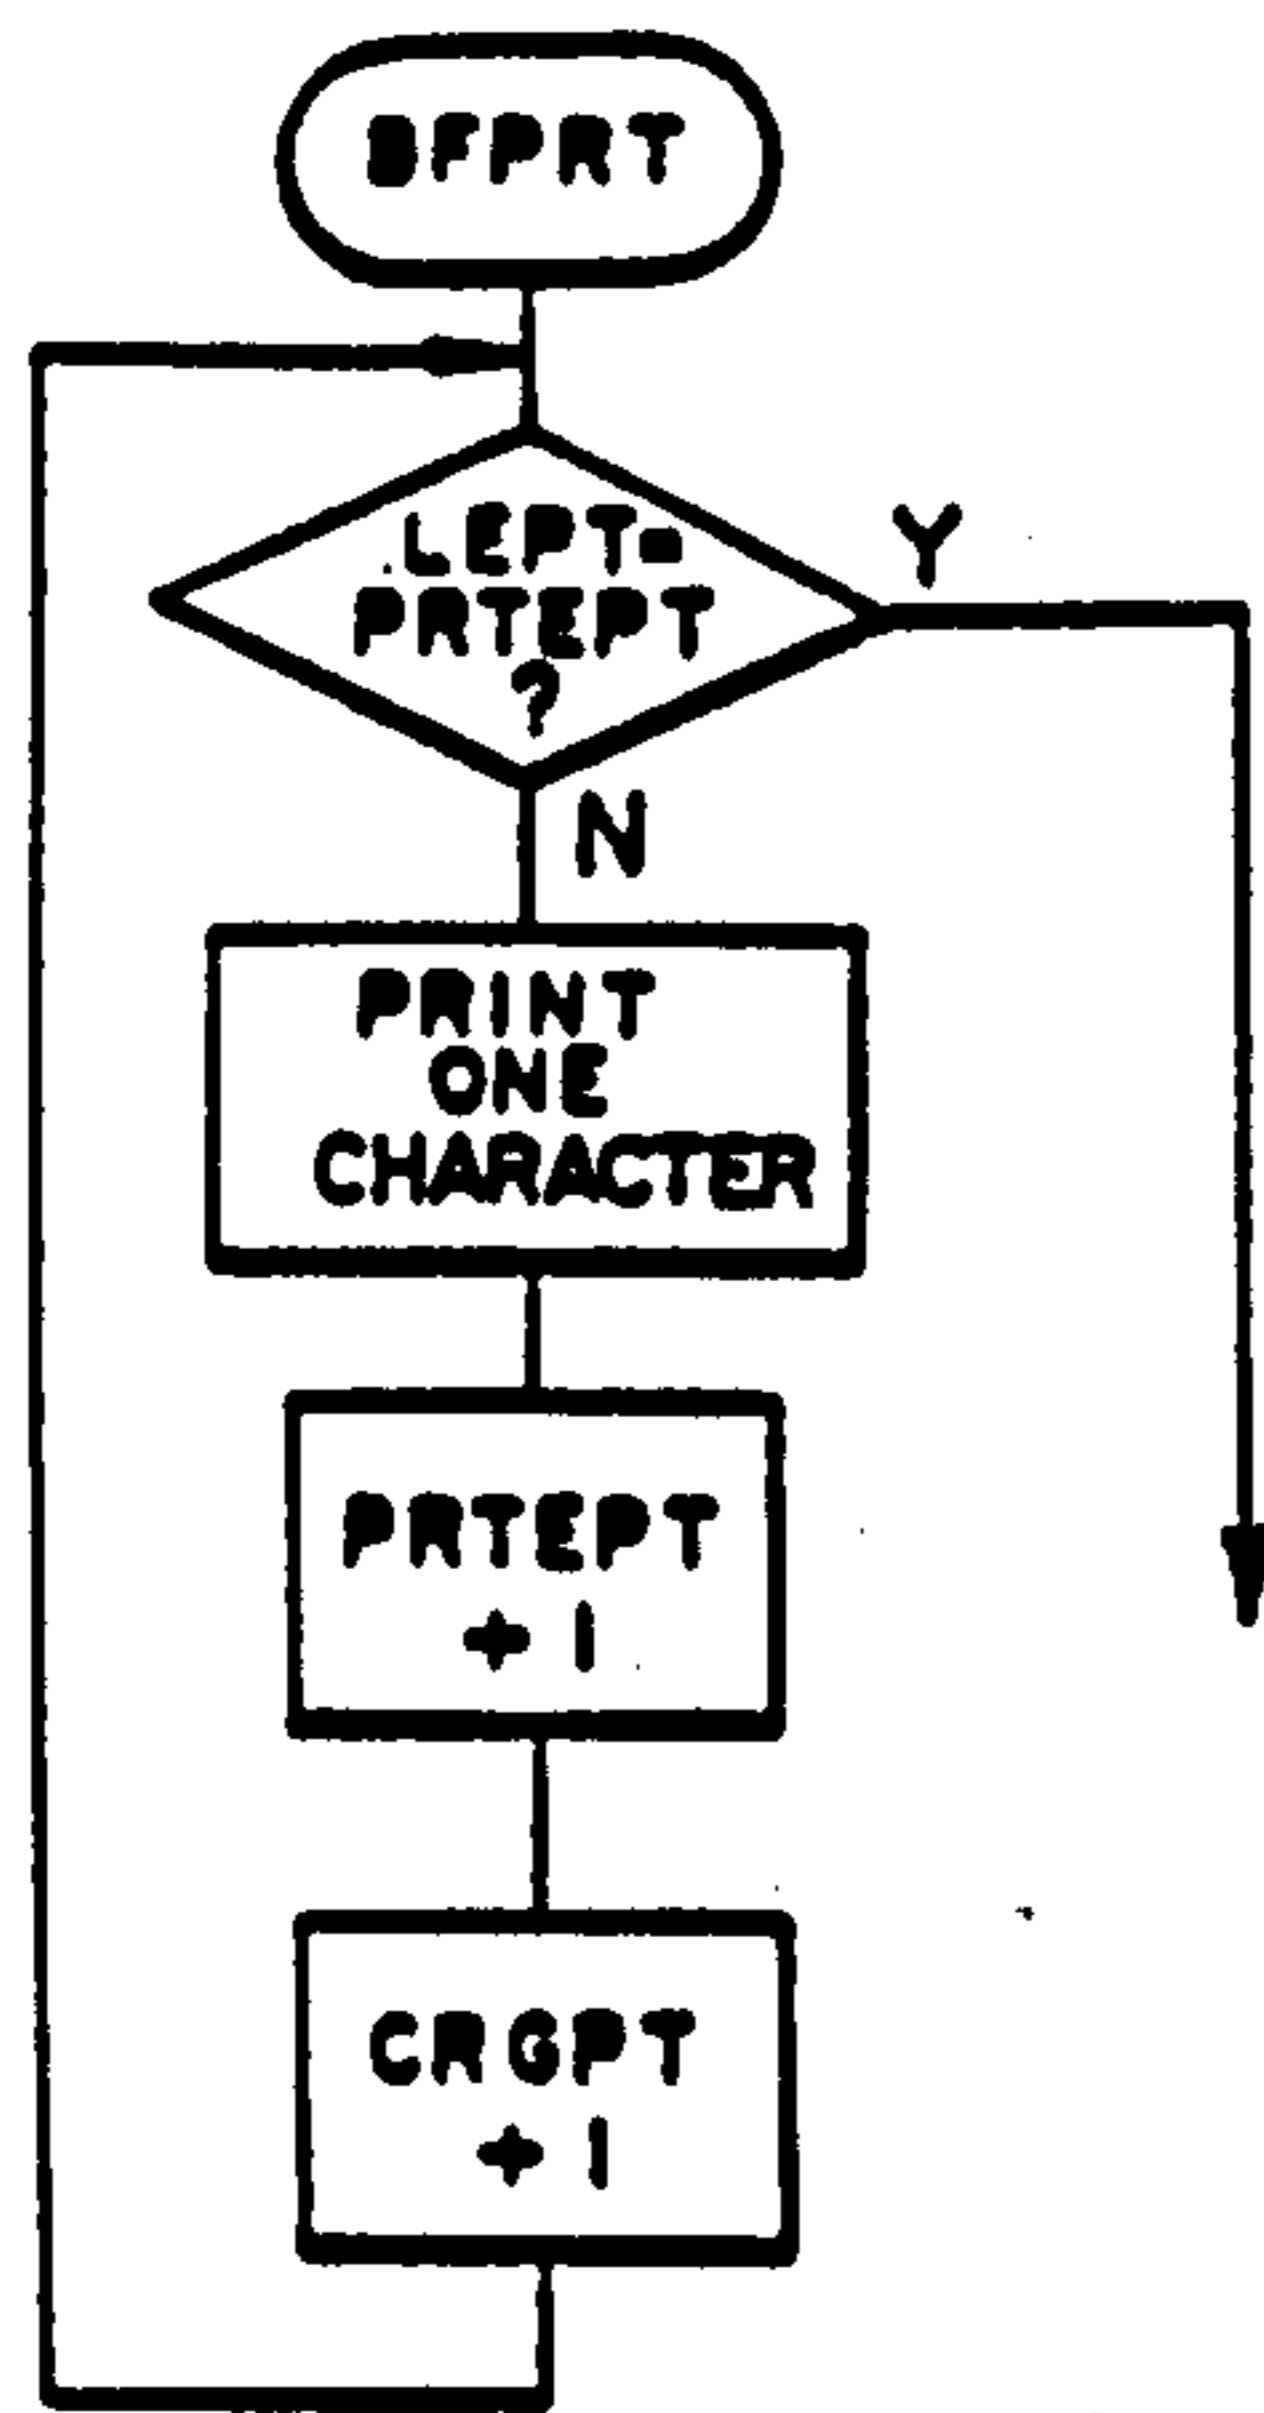 BFPRT
LEPT=
PRTEPT
?
Y
N
PRINT
ONE
CHARACTER
PRTEPT
+ 1
CRGPT
+ 1